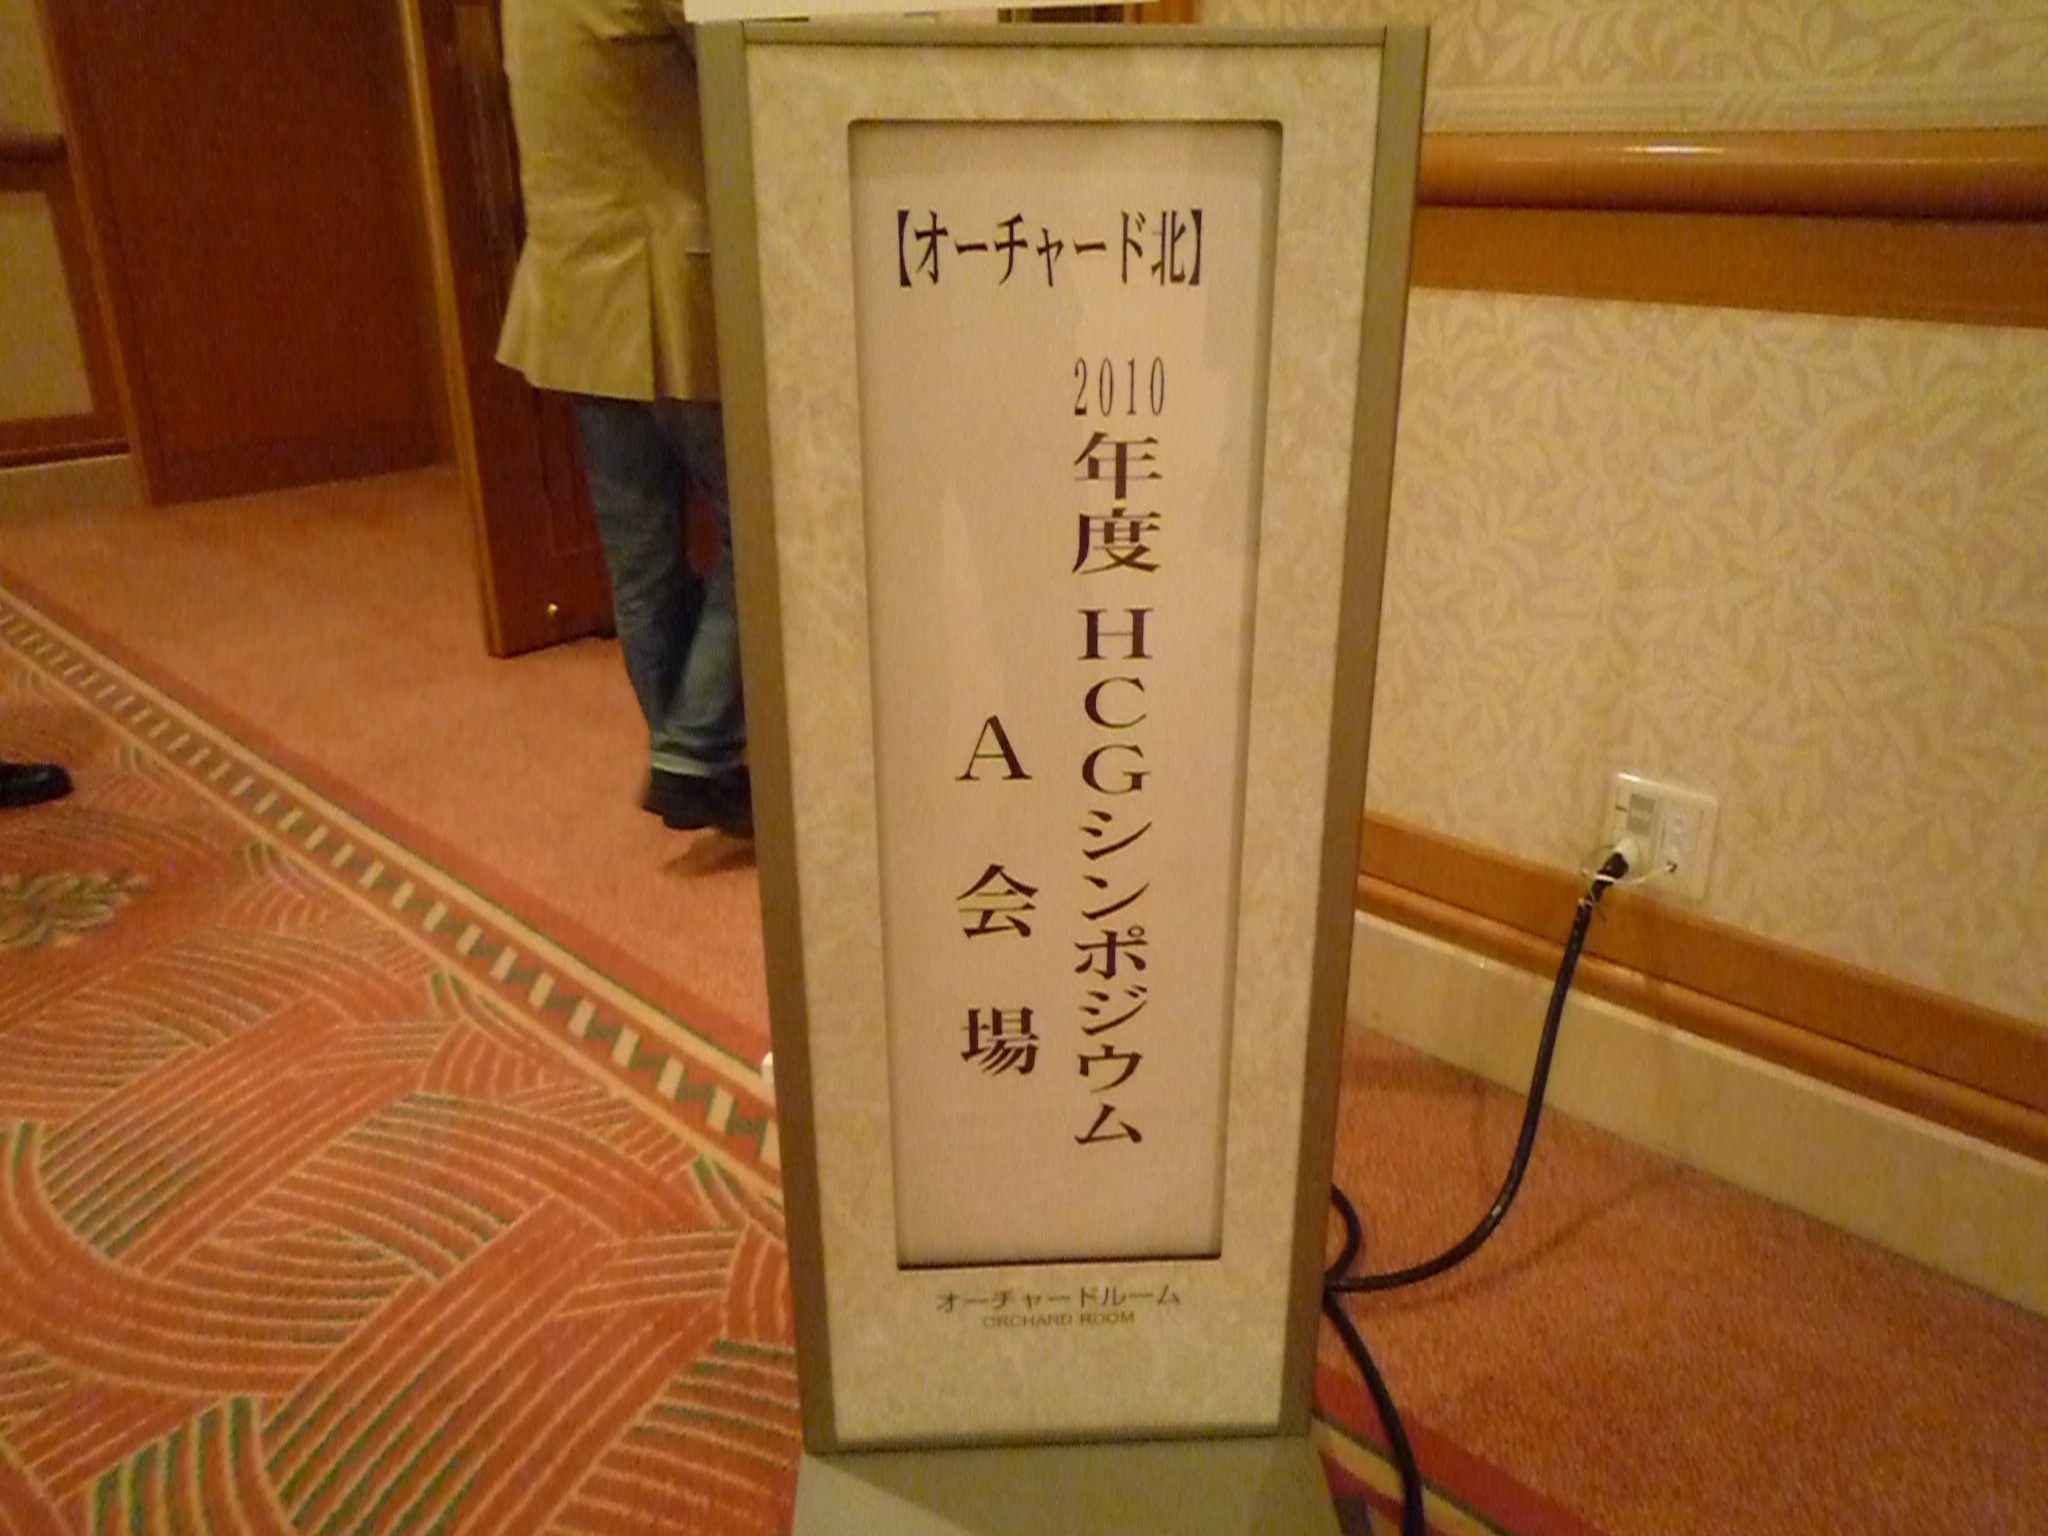 【オーチャード北】
2010年度HCGシンポジウム
A会場
オーチャードルーム
ORCHARD ROOM